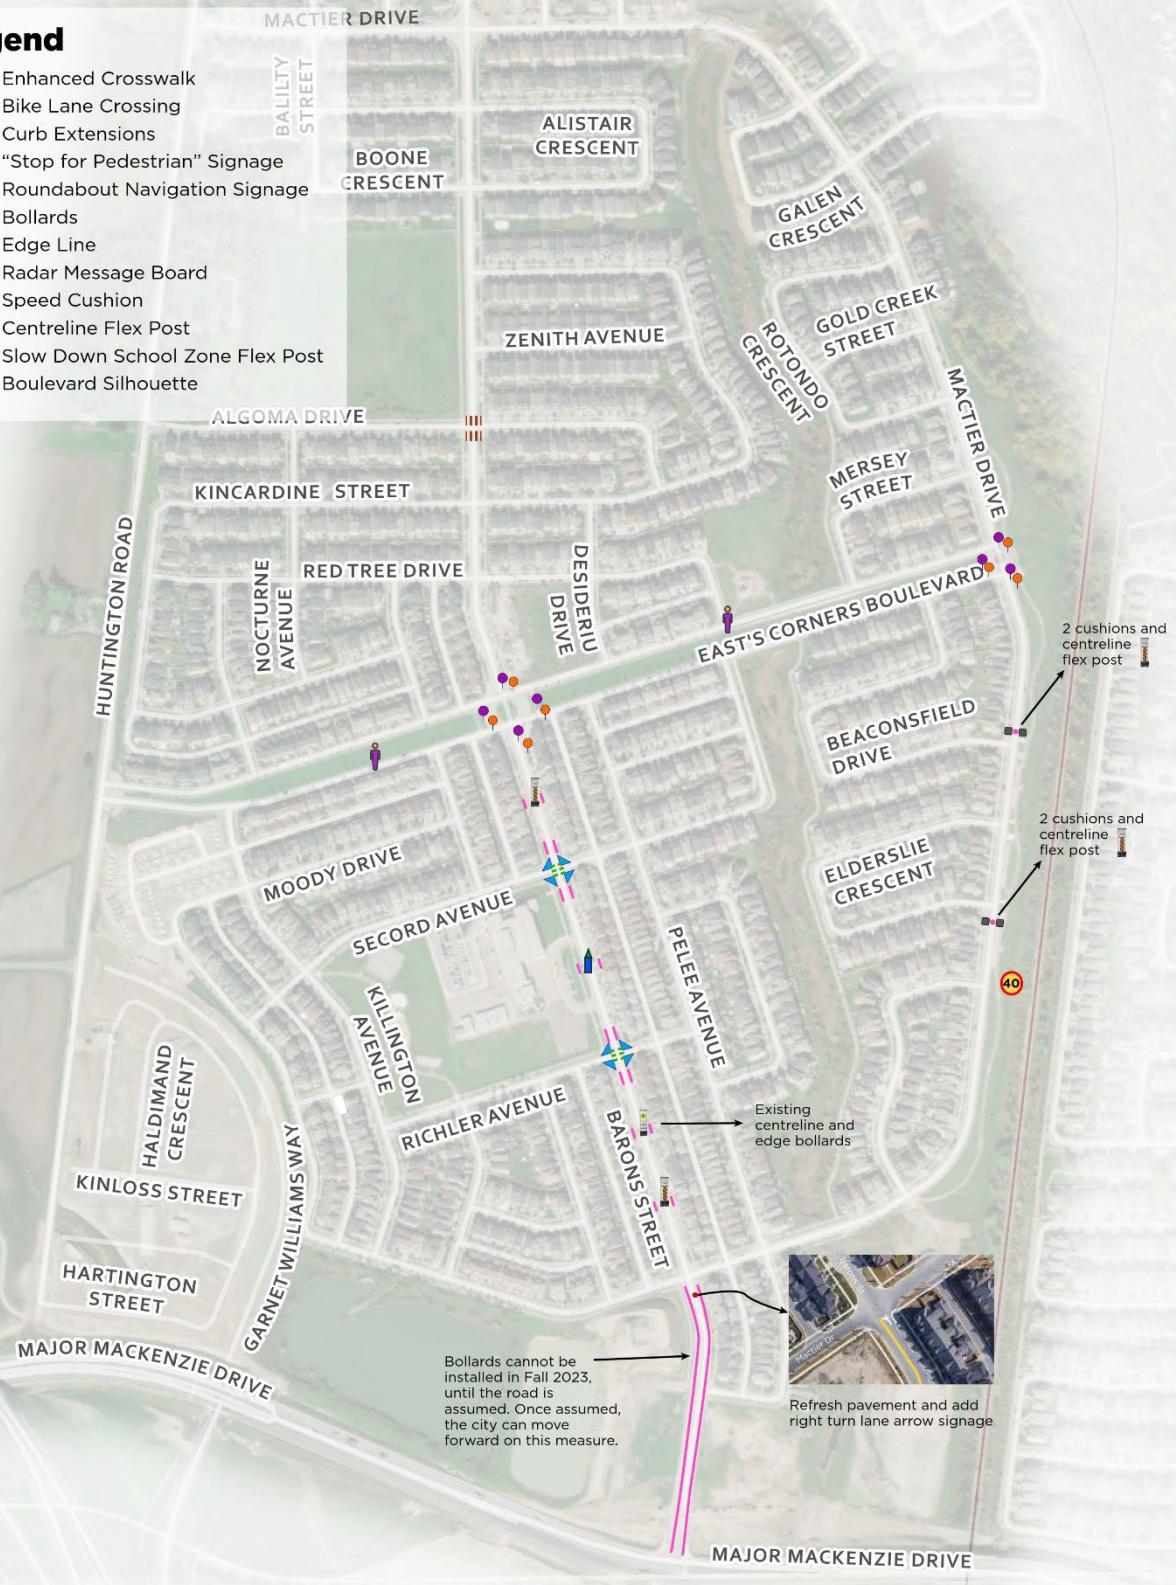 gend
Enhanced Crosswalk
Bike Lane Crossing
Curb Extensions
“Stop for Pedestrian” Signage
Roundabout Navigation Signage
Bollards
Edge Line
Radar Message Board
Speed Cushion
Centreline Flex Post
Slow Down School Zone Flex Post
Boulevard Silhouette
MACTIER DRIVE
BALILTY
STREET
BOONE
CRESCENT
ALISTAIR
CRESCENT
GALEN
CRESCENT
GOLD CREEK
STREET
ROTONDO
CRESCENT
ZENITH AVENUE
MACTIER DRIVE
ALGOMA DRIVE
KINCARDINE STREET
MERSEY
STREET
HUNTINGTON ROAD
NOCTURNE
AVENUE
RED TREE DRIVE
DESIDERIU
DRIVE
EAST'S CORNERS BOULEVARD
2 cushions and
centreline
flex post
BEACONSFIELD
DRIVE
2 cushions and
centreline
flex post
MOODY DRIVE
ELDERSLIE
CRESCENT
SECORD AVENUE
PELEE AVENUE
40
KILLINGTON
AVENUE
HALDIMAND
CRESCENT
RICHLER AVENUE
BARONS STREET
Existing
centreline and
edge bollards
KINLOSS STREET
GARNET WILLIAMS WAY
HARTINGTON
STREET
MAJOR MACKENZIE DRIVE
Bollards cannot be
installed in Fall 2023,
until the road is
assumed. Once assumed,
the city can move
forward on this measure.
Mactier Dr
Refresh pavement and add
right turn lane arrow signage
MAJOR MACKENZIE DRIVE